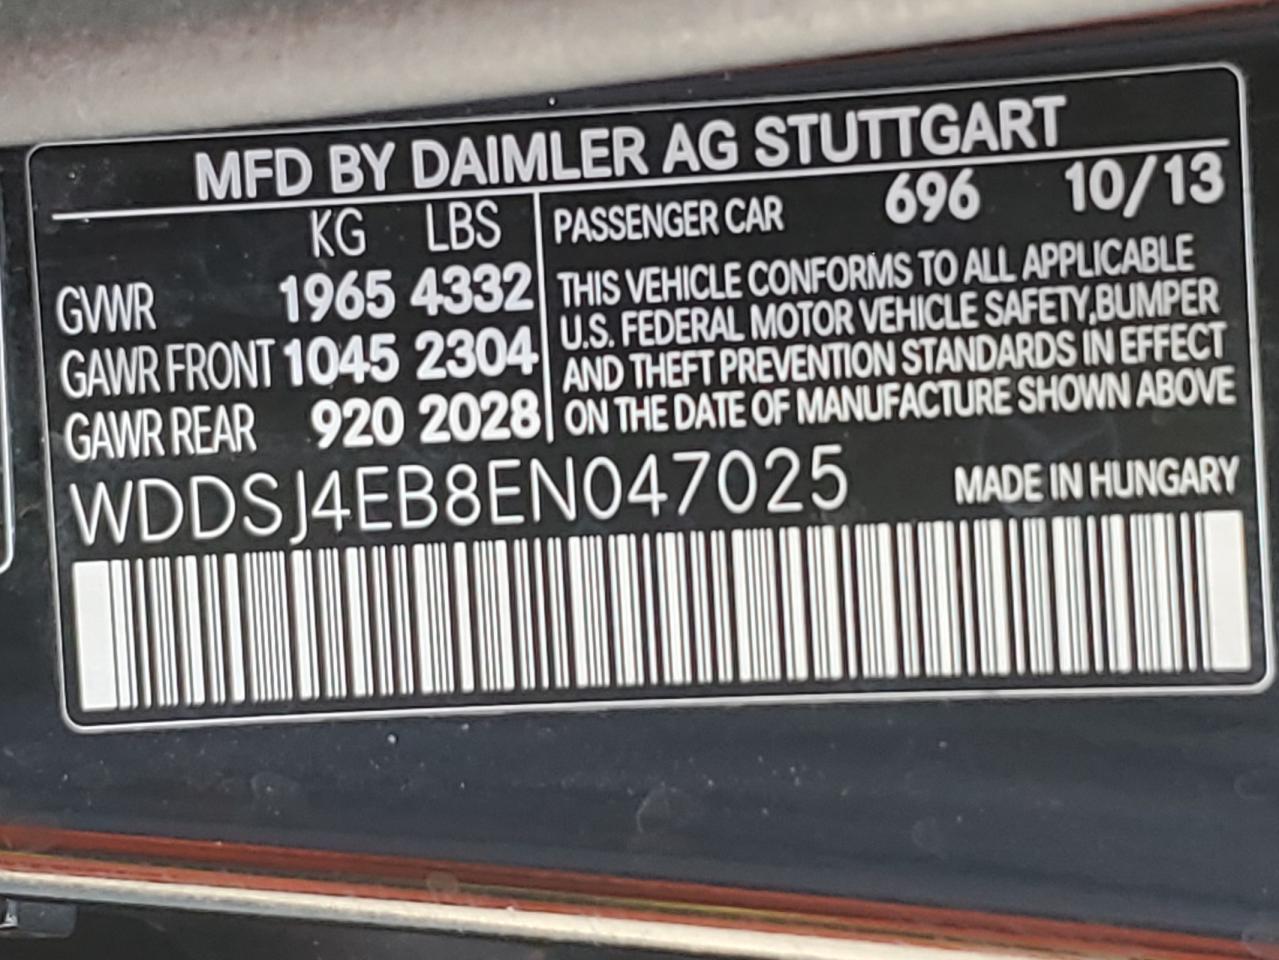 MFD BY DAIMLER AG STUTTGART
KG LBS
GVWR 1965 4332
GAWR FRONT 1045 2304
GAWR REAR 920 2028
PASSENGER CAR 696 10/13
THIS VEHICLE CONFORMS TO ALL APPLICABLE
U.S. FEDERAL MOTOR VEHICLE SAFETY,BUMPER
AND THEFT PREVENTION STANDARDS IN EFFECT
ON THE DATE OF MANUFACTURE SHOWN ABOVE
WDDSJ4EB8EN047025 MADE IN HUNGARY